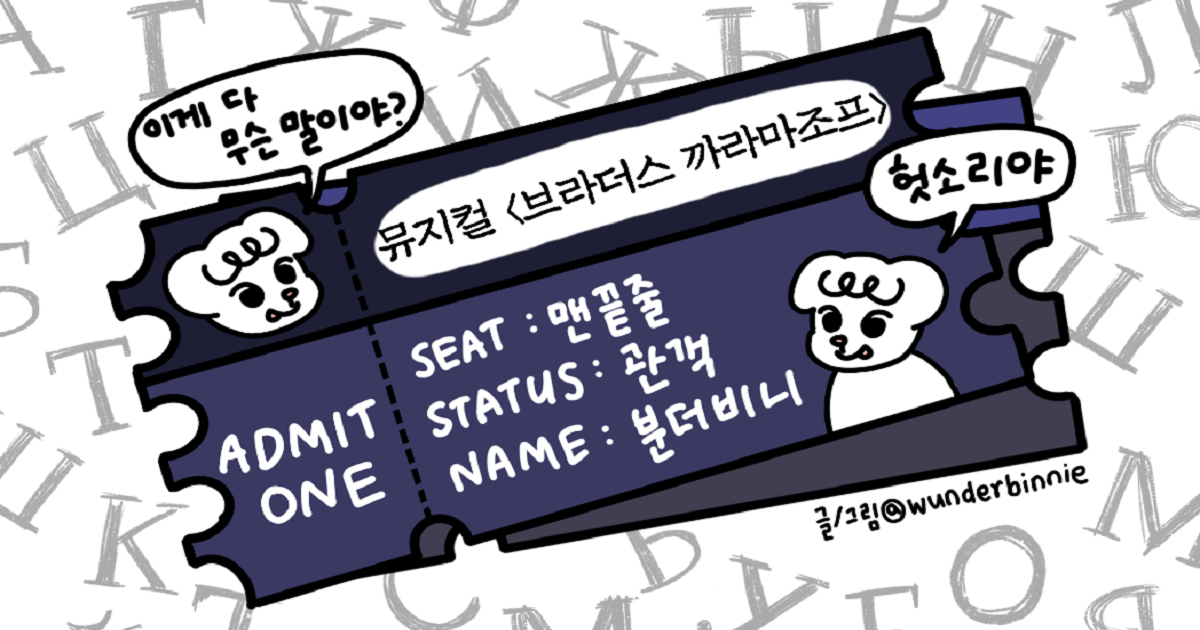 이게 다
무슨 말이야?
뮤지컬 <브라더스 까라마조프>
헛소리야
SEAT : 맨끝줄
STATUS : 관객
NAME : 분더비니
ADMIT
ONE
글/그림@wunderbinnie